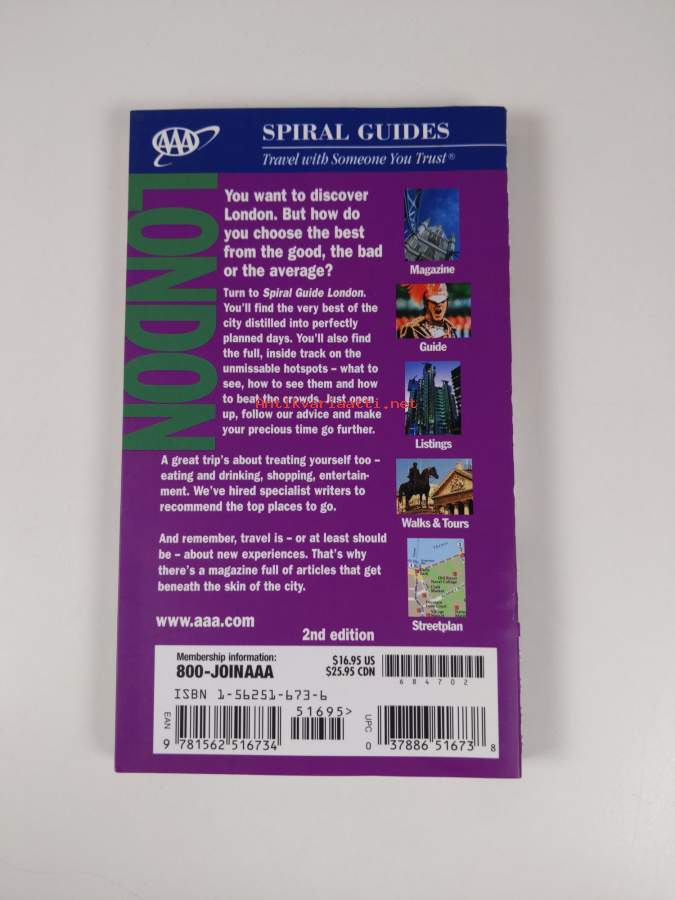 AAA
SPIRAL GUIDES
Travel with Someone You Trust®
LONDON
You want to discover
London. But how do
you choose the best
from the good, the bad
or the average?
Turn to Spiral Guide London.
You'll find the very best of the
city distilled into perfectly
planned days. You'll also find
the full, inside track on the
unmissable hotspots – what to
see, how to see them and how
to beat the crowds. Just open
up, follow our advice and make
your precious time go further.
A great trip's about treating yourself too –
eating and drinking, shopping, entertain-
ment. We've hired specialist writers to
recommend the top places to go.
And remember, travel is – or at least should
be – about new experiences. That's why
there's a magazine full of articles that get
beneath the skin of the city.
www.aaa.com
2nd edition
Magazine
Guide
Listings
Walks & Tours
Streetplan
Antikvariaatti.net
Membership information:
800-JOINAAA
$16.95 US
$25.95 CDN
684702
ISBN 1-56251-673-6
51695>
EAN
9 781562 516734
UPC
0 37886 51673 8